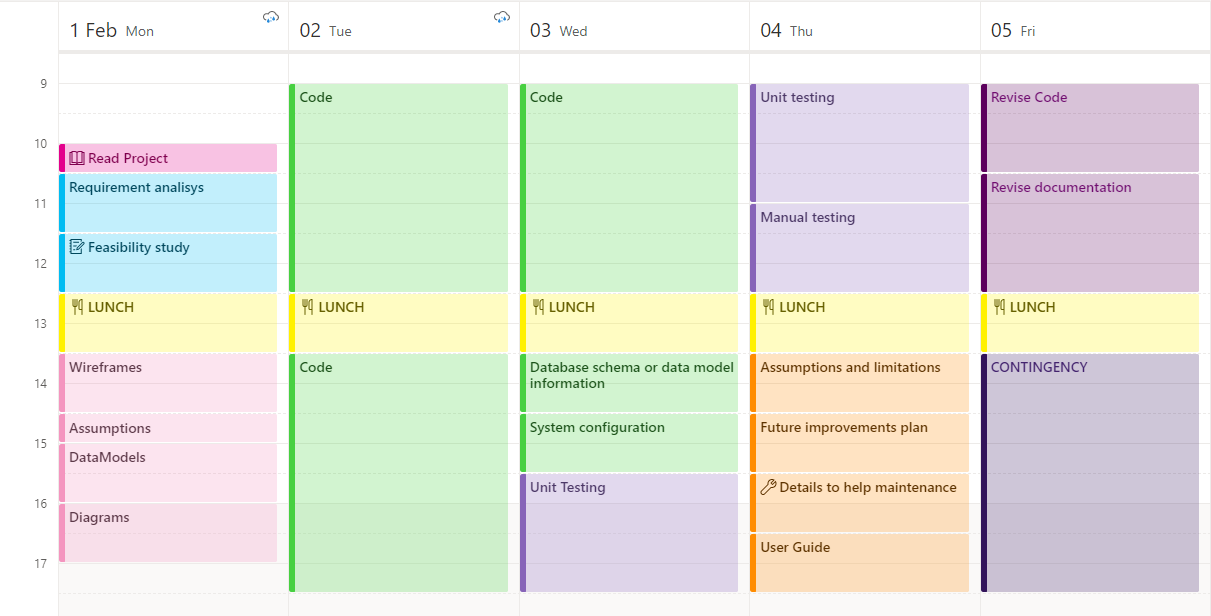 1 Feb Mon
02 Tue
03 Wed
04 Thu
05 Fri
9
10
11
12
13
14
15
16
17
Read Project
Requirement analisys
Feasibility study
LUNCH
Wireframes
Assumptions
DataModels
Diagrams
Code
LUNCH
Code
Code
LUNCH
Database schema or data model
information
System configuration
Unit Testing
Unit testing
Manual testing
LUNCH
Assumptions and limitations
Future improvements plan
Details to help maintenance
User Guide
Revise Code
Revise documentation
LUNCH
CONTINGENCY